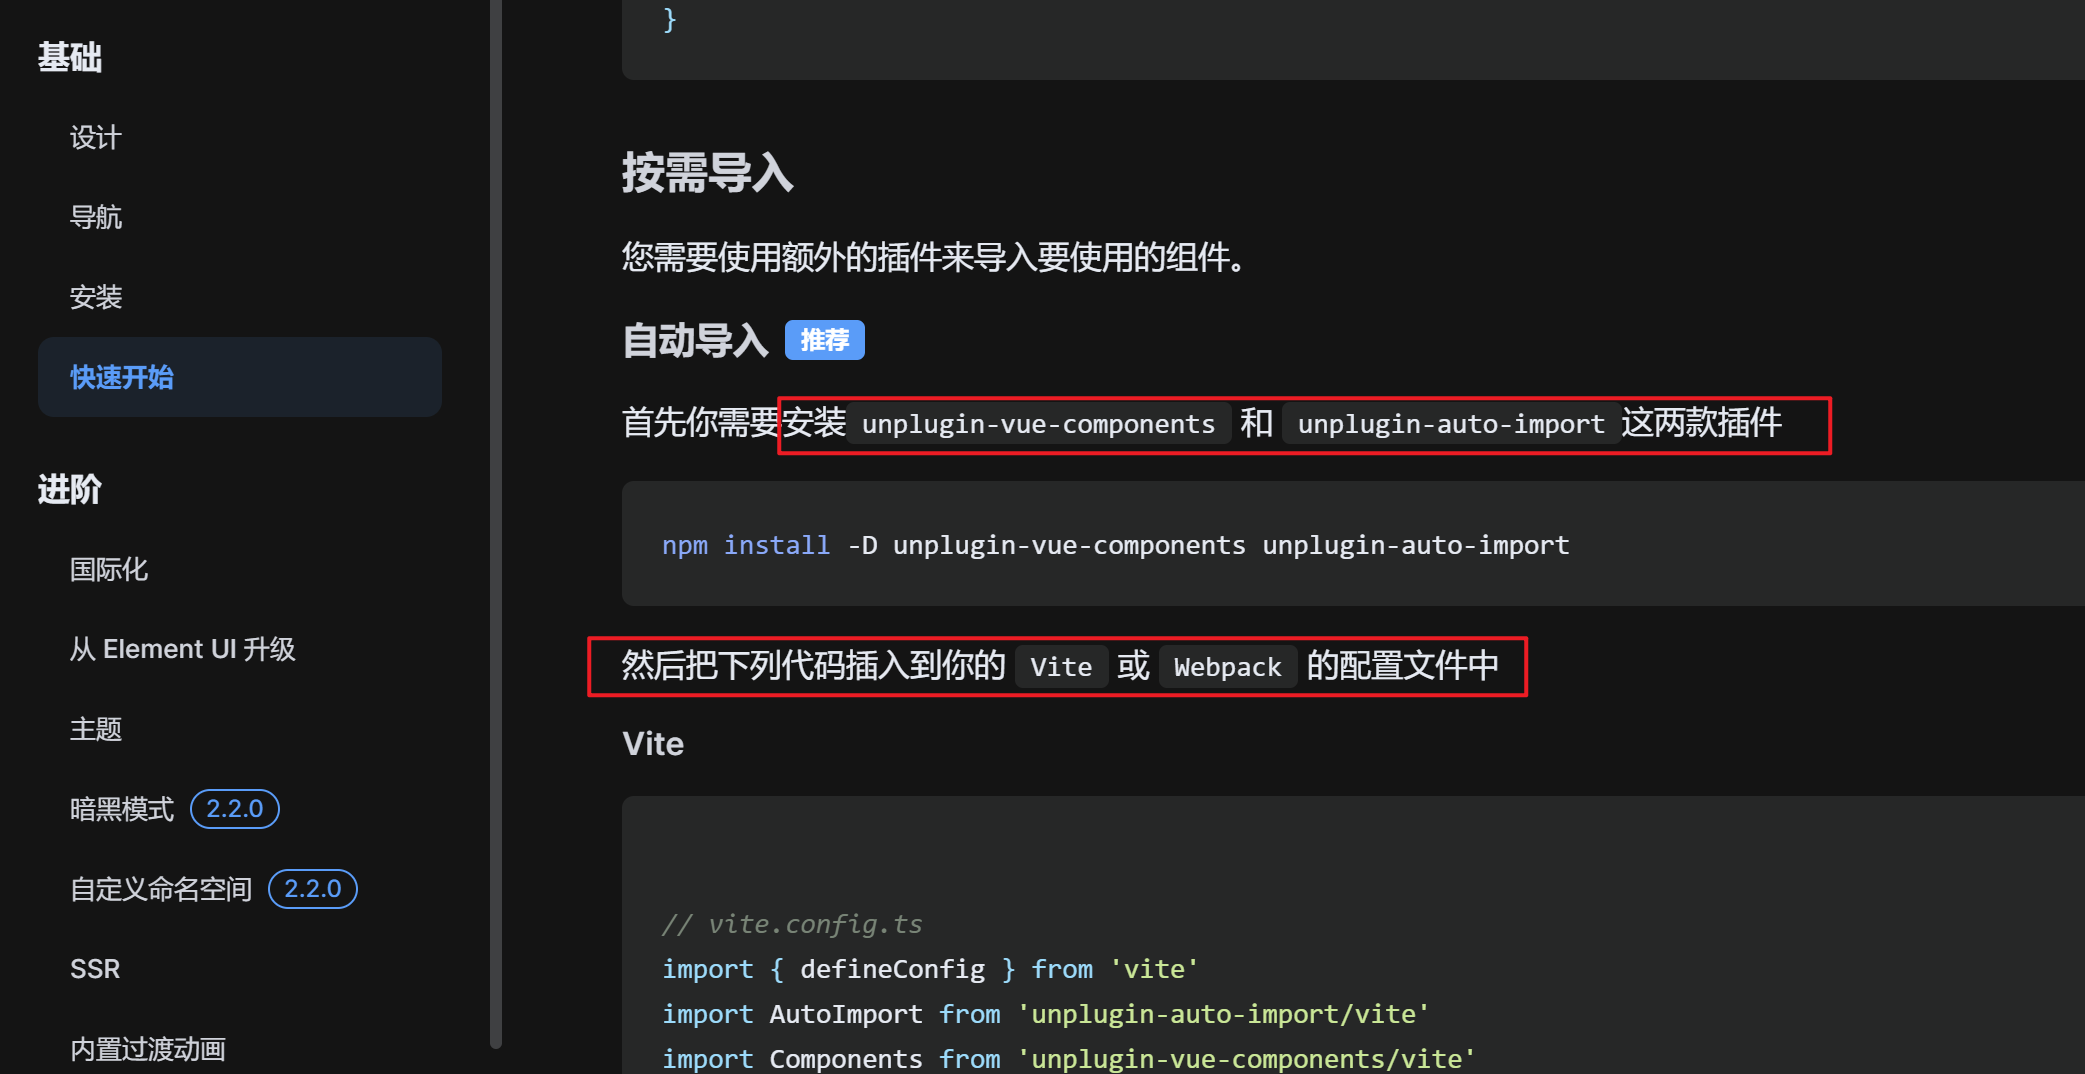 基础
设计
导航
安装
快速开始
进阶
国际化
从 Element UI 升级
主题
暗黑模式 2.2.0
自定义命名空间 2.2.0
SSR
内置过渡动画
}
按需导入
您需要使用额外的插件来导入要使用的组件。
自动导入 推荐
首先你需要安装 unplugin-vue-components 和 unplugin-auto-import 这两款插件
npm install -D unplugin-vue-components unplugin-auto-import
然后把下列代码插入到你的 Vite 或 Webpack 的配置文件中
Vite
// vite.config.ts
import { defineConfig } from 'vite'
import AutoImport from 'unplugin-auto-import/vite'
import Components from 'unplugin-vue-components/vite'